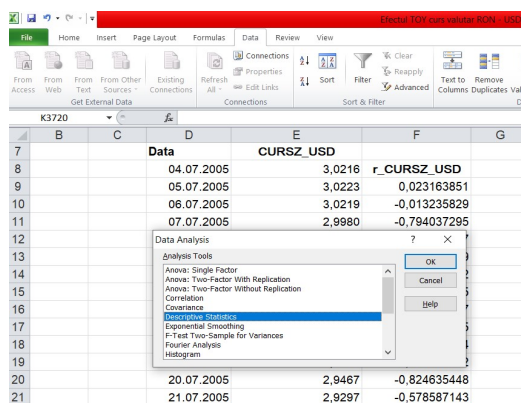 Efectul TOY curs valutar RON - USD
File Home Insert Page Layout Formulas Data Review View
From Access From Web From Text From Other Sources Existing Connections Refresh All Connections Properties Edit Links Sort Filter Clear Reapply Advanced Text to Columns Remove Duplicates
Get External Data Connections Sort & Filter
K3720 fx
B C D E F G
7 Data CURSZ_USD
8 04.07.2005 3,0216 r_CURSZ_USD
9 05.07.2005 3,0223 0,023163851
10 06.07.2005 3,0219 -0,013235829
11 07.07.2005 2,9980 -0,794037295
12
13
14
15
16
17
18
19
Data Analysis ? X
Analysis Tools
Anova: Single Factor
Anova: Two-Factor With Replication
Anova: Two-Factor Without Replication
Correlation
Covariance
Descriptive Statistics
Exponential Smoothing
F-Test Two-Sample for Variances
Fourier Analysis
Histogram
OK
Cancel
Help
20 20.07.2005 2,9467 -0,824635448
21 21.07.2005 2,9297 -0,578587143